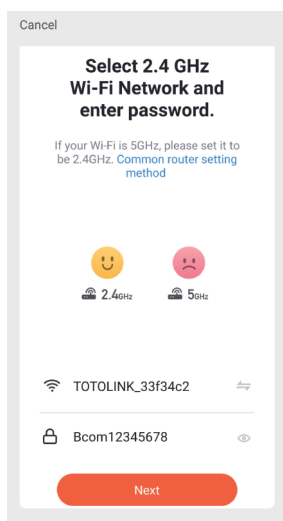 Cancel
Select 2.4 GHz
Wi-Fi Network and
enter password.
If your Wi-Fi is 5GHz, please set it to
be 2.4GHz. Common router setting
method
2.4GHz
5GHz
TOTOLINK_33f34c2
Bcom12345678
Next